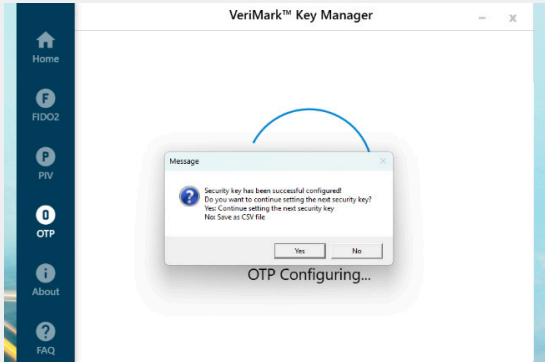 VeriMark™ Key Manager
– x
Home
F
FIDO2
P
PIV
O
OTP
i
About
?
FAQ
Message
?
Security key has been successful configured!
Do you want to continue setting the next security key?
Yes: Continue setting the next security key
No: Save as CSV file
Yes No
OTP Configuring...